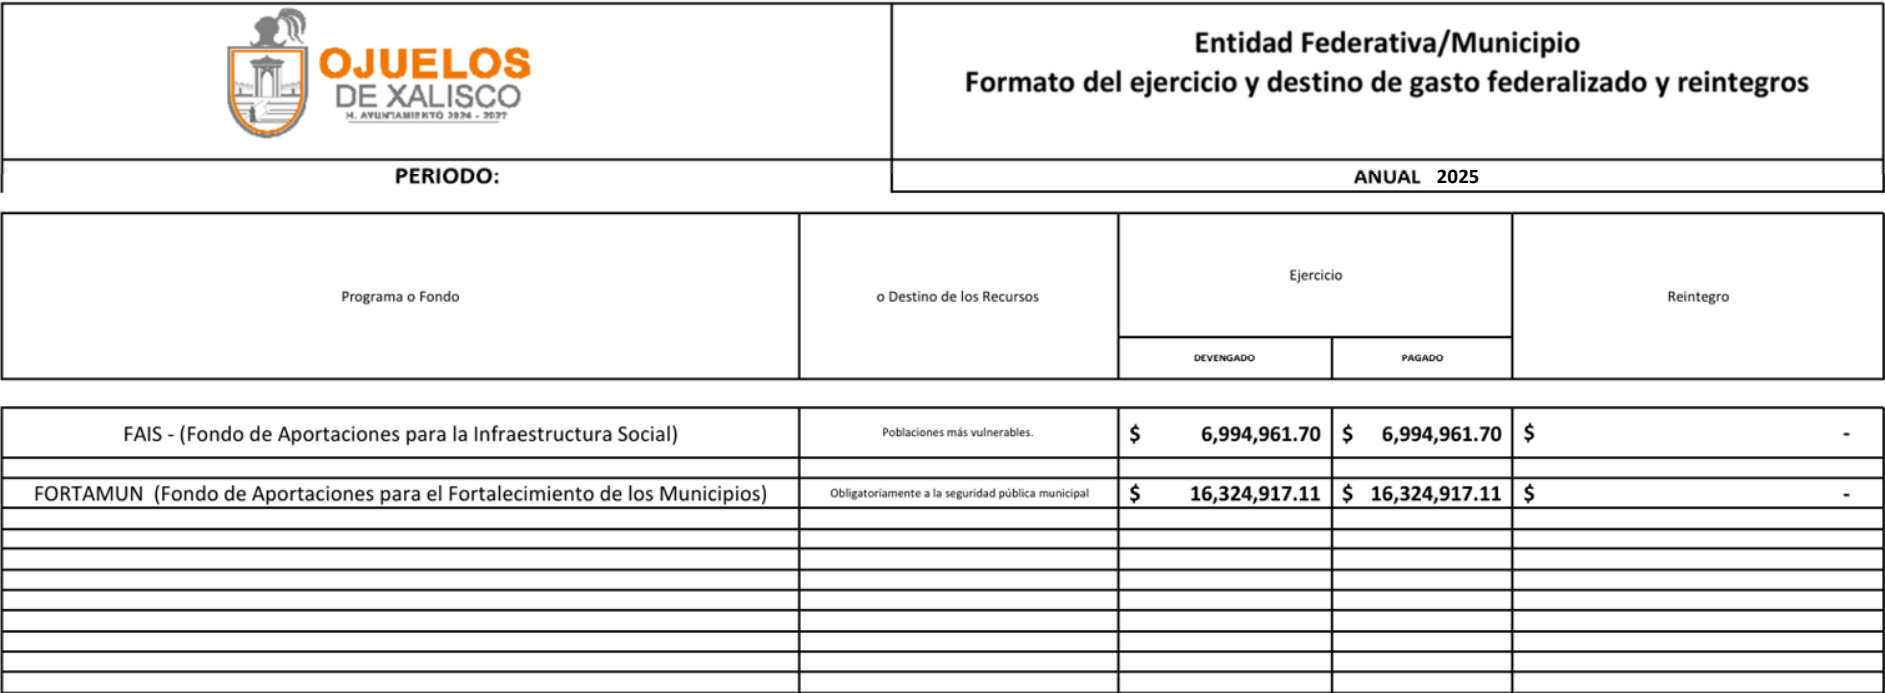 OJUELOS
DE XALISCO
H. AYUNTAMIENTO 2024 - 2027
Entidad Federativa/Municipio
Formato del ejercicio y destino de gasto federalizado y reintegros
PERIODO:
ANUAL 2025
Programa o Fondo
o Destino de los Recursos
Ejercicio
Reintegro
DEVENGADO
PAGADO
FAIS - (Fondo de Aportaciones para la Infraestructura Social) Poblaciones más vulnerables. $ 6,994,961.70 $ 6,994,961.70 $ -
FORTAMUN (Fondo de Aportaciones para el Fortalecimiento de los Municipios) Obligatoriamente a la seguridad pública municipal $ 16,324,917.11 $ 16,324,917.11 $ -